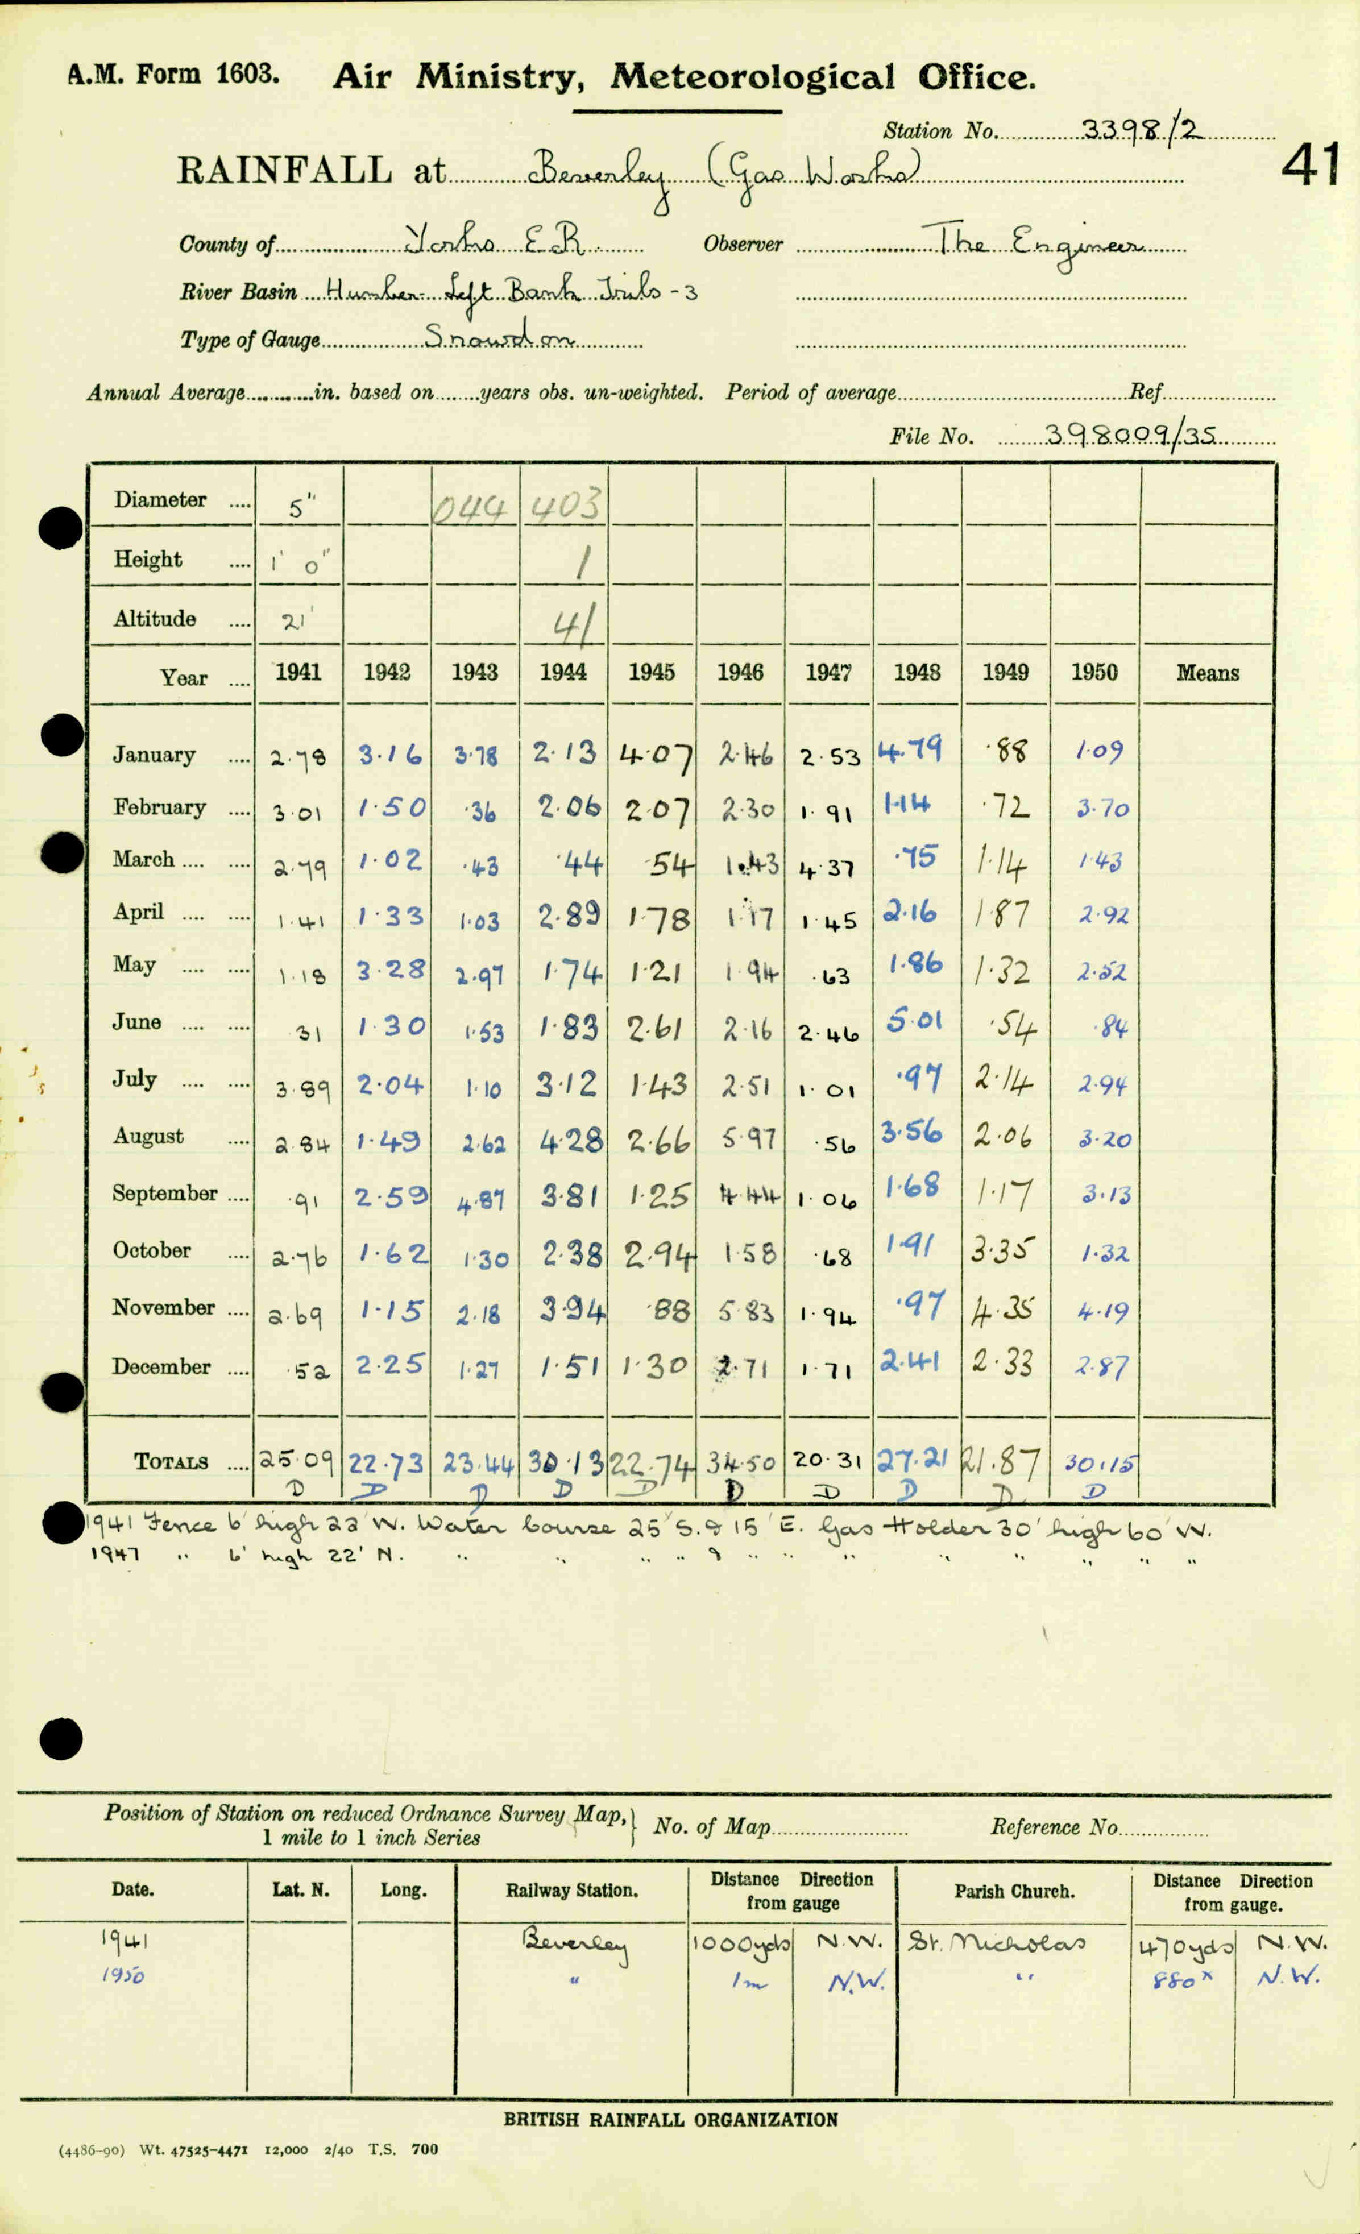 A.M. Form 1603. Air Ministry, Meteorological Office.
Station No. 3398/2
41
RAINFALL at Beverley (Gas Works)
County of Yorks E.R. Observer The Engineer
River Basin Humber Left Bank Tribs - 3
Type of Gauge Snowdon
Annual Average in. based on years obs. un-weighted. Period of average Ref.
File No. 398009/35
Diameter .... 5" 044 403
Height .... 1' 0" 1
Altitude .... 21' 41
Year .... 1941 1942 1943 1944 1945 1946 1947 1948 1949 1950 Means
January .... 2.78 3.16 3.78 2.13 4.07 2.46 2.53 4.79 .88 1.09
February .... 3.01 1.50 .36 2.06 2.07 2.30 1.91 1.14 .72 3.70
March .... .... 2.79 1.02 .43 .44 .54 1.43 4.37 .75 1.14 1.43
April .... .... 1.41 1.33 1.03 2.89 1.78 1.17 1.45 2.16 1.87 2.92
May .... .... 1.18 3.28 2.97 1.74 1.21 1.94 .63 1.86 1.32 2.52
June .... .... .31 1.30 1.53 1.83 2.61 2.16 2.46 5.01 .54 .84
July .... .... 3.89 2.04 1.10 3.12 1.43 2.51 1.01 .97 2.14 2.94
August .... 2.84 1.49 2.62 4.28 2.66 5.97 .56 3.56 2.06 3.20
September .... .91 2.59 4.87 3.81 1.25 4.44 1.06 1.68 1.17 3.13
October .... 2.76 1.62 1.30 2.38 2.94 1.58 .68 1.91 3.35 1.32
November .... 2.69 1.15 2.18 3.94 .88 5.83 1.94 .97 4.35 4.19
December .... .52 2.25 1.27 1.51 1.30 2.71 1.71 2.41 2.33 2.87
TOTALS .... 25.09 22.73 23.44 30.13 22.74 34.50 20.31 27.21 21.87 30.15
D D D D D D D D D D
1941 Fence 6' high 22' W. Water Course 25' S. & 15' E. Gas Holder 30' high 60' W.
1947 " 6' high 22' N. " " " " & " " " " " " " "
Position of Station on reduced Ordnance Survey Map, } No. of Map Reference No.
1 mile to 1 inch Series
Date. Lat. N. Long. Railway Station. Distance Direction from gauge Parish Church. Distance Direction from gauge.
1941 Beverley 1000yds N.W. St. Nicholas 470yds N.W.
1950 " 1m N.W. " 880x N.W.
BRITISH RAINFALL ORGANIZATION
(4486-90) Wt. 47525-4471 12,000 2/40 T.S. 700